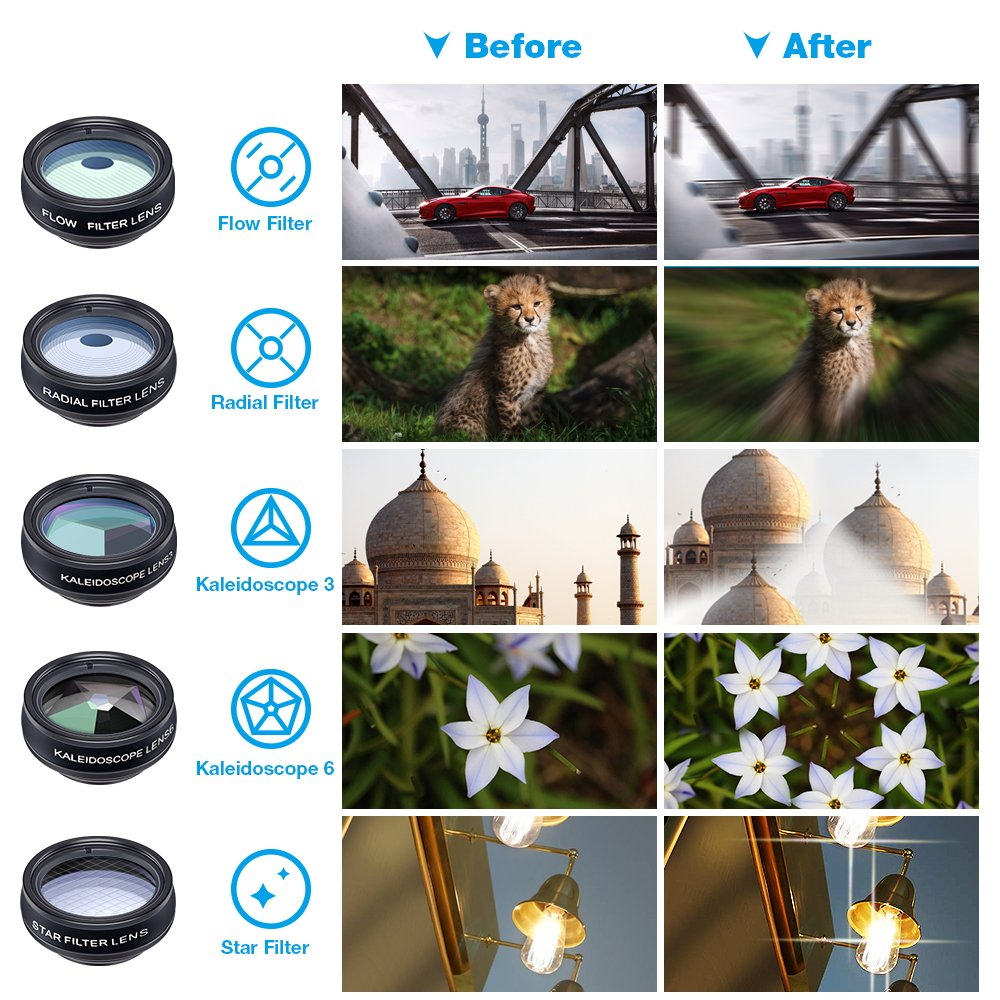 Before
After
FLOW FILTER LENS
Flow Filter
RADIAL FILTER LENS
Radial Filter
KALEIDOSCOPE LENS3
Kaleidoscope 3
KALEIDOSCOPE LENS6
Kaleidoscope 6
STAR FILTER LENS
Star Filter